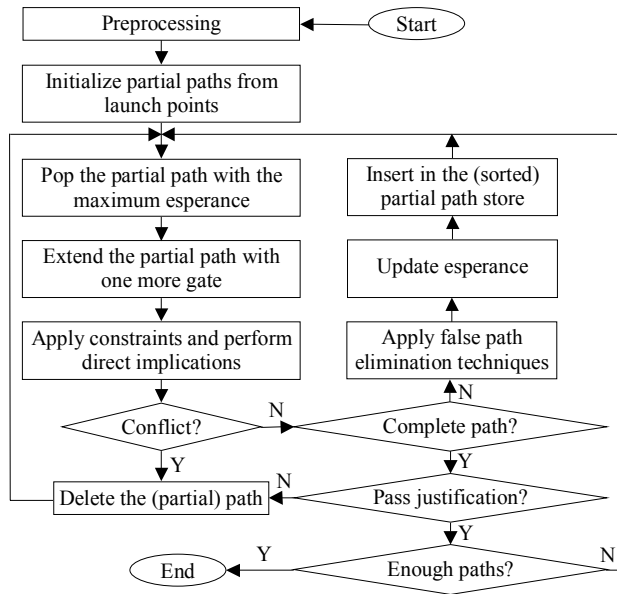 Preprocessing
Start
Initialize partial paths from
launch points
Pop the partial path with the
maximum esperance
Extend the partial path with
one more gate
Apply constraints and perform
direct implications
Conflict?
N
Y
Delete the (partial) path
Insert in the (sorted)
partial path store
Update esperance
Apply false path
elimination techniques
N
Complete path?
Y
Pass justification?
N
Y
Enough paths?
Y
N
End